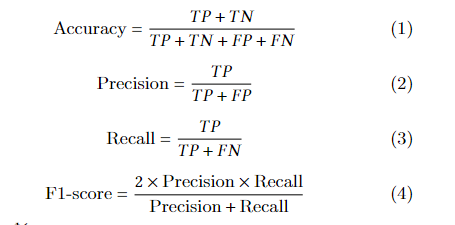 Accuracy = TP + TN / TP + TN + FP + FN (1)
Precision = TP / TP + FP (2)
Recall = TP / TP + FN (3)
F1-score = 2 × Precision × Recall / Precision + Recall (4)